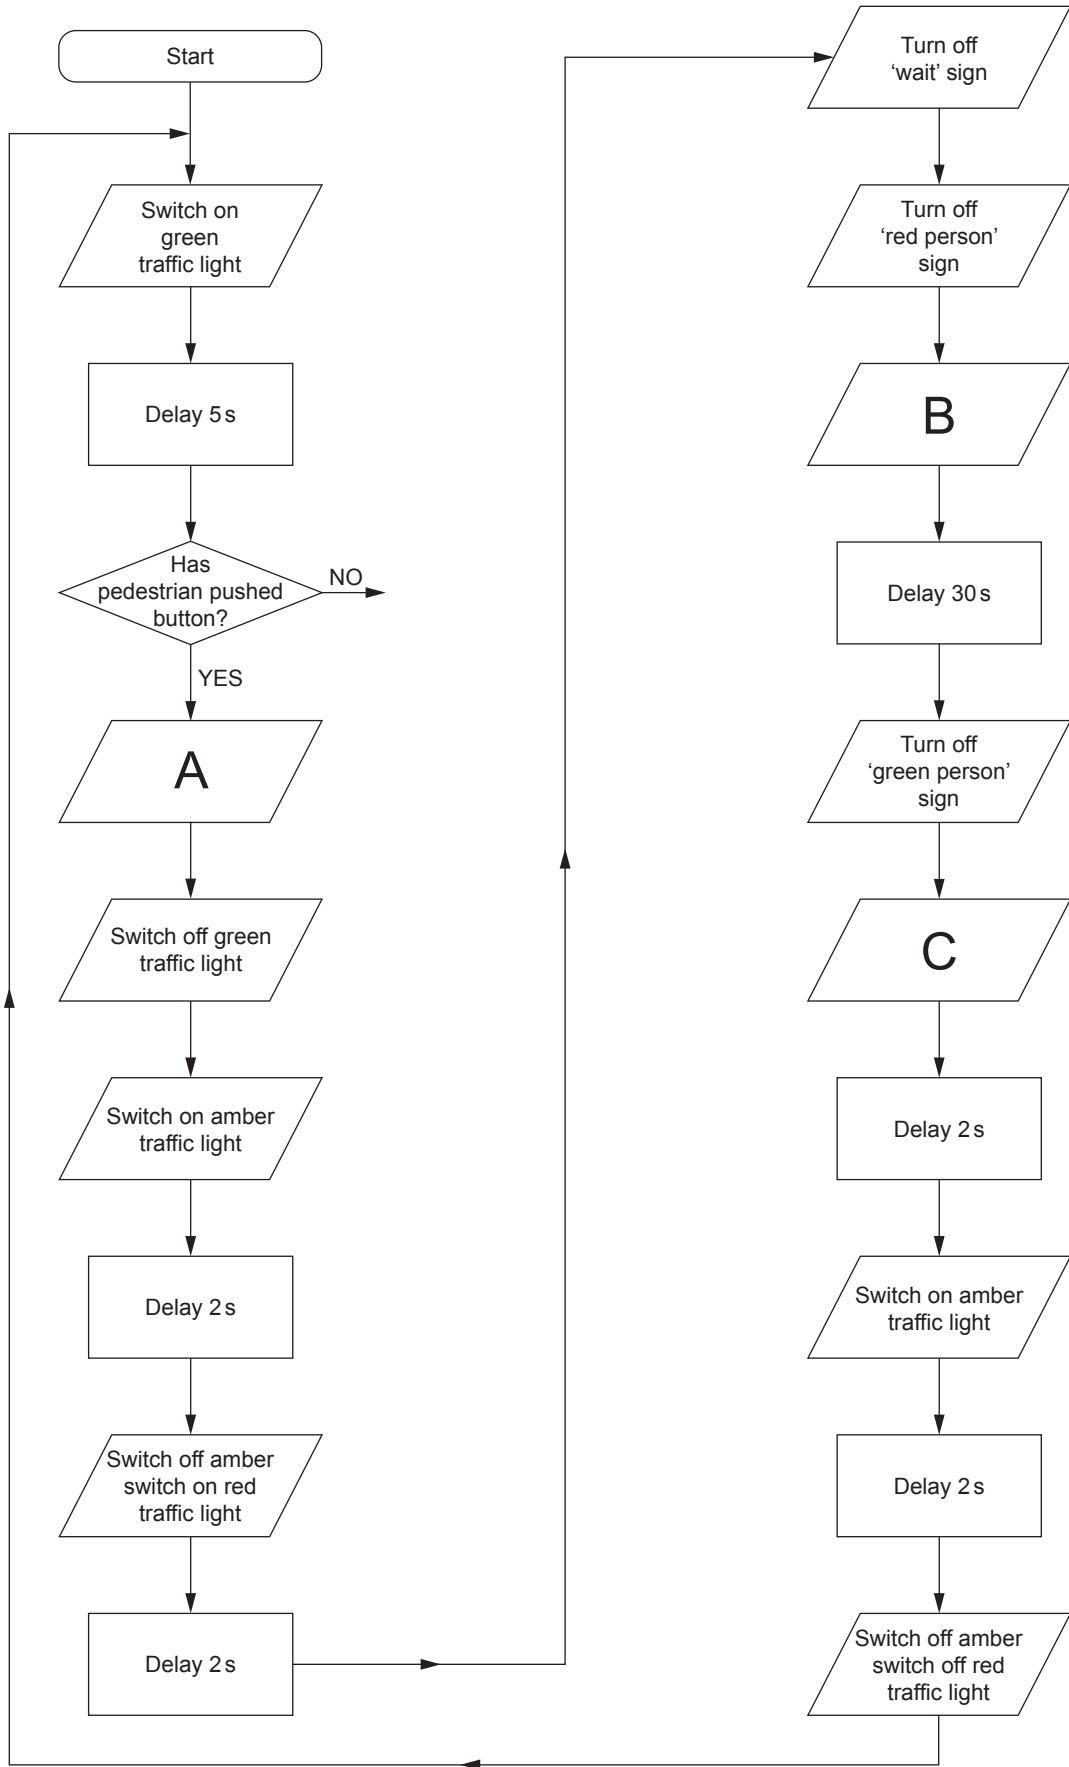 Start
Switch on
green
traffic light
Delay 5 s
Has
pedestrian pushed
button?
NO
YES
A
Switch off green
traffic light
Switch on amber
traffic light
Delay 2 s
Switch off amber
switch on red
traffic light
Delay 2 s
Turn off
‘wait’ sign
Turn off
‘red person’
sign
B
Delay 30 s
Turn off
‘green person’
sign
C
Delay 2 s
Switch on amber
traffic light
Delay 2 s
Switch off amber
switch off red
traffic light